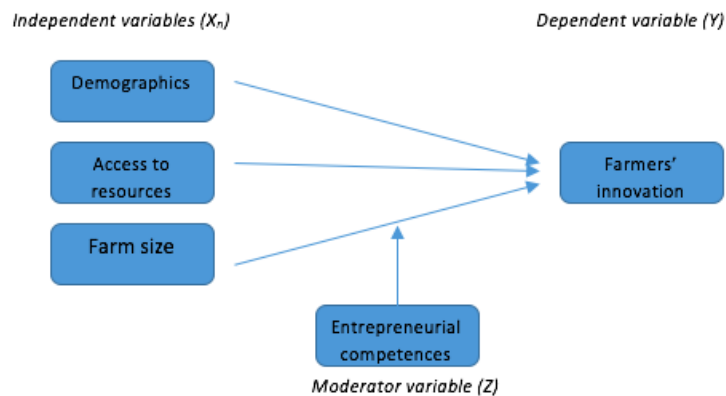 Independent variables (Xₙ)
Dependent variable (Y)
Demographics
Access to
resources
Farm size
Farmers’
innovation
Entrepreneurial
competences
Moderator variable (Z)